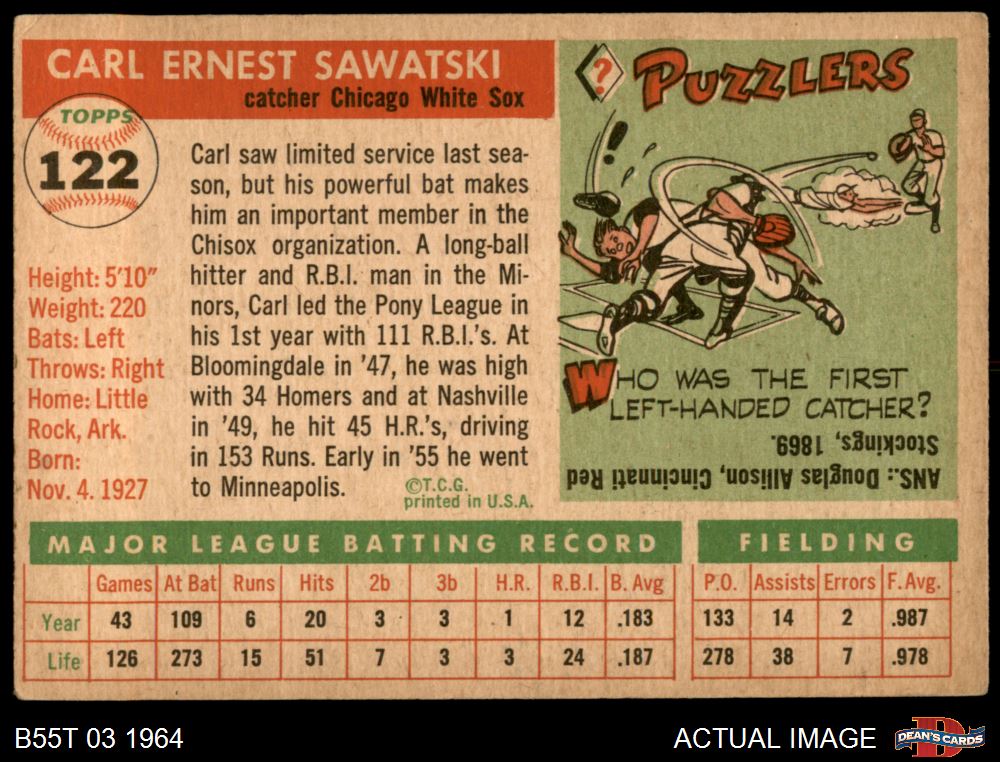 CARL ERNEST SAWATSKI
catcher Chicago White Sox
TOPPS
122
Height: 5'10"
Weight: 220
Bats: Left
Throws: Right
Home: Little
Rock, Ark.
Born:
Nov. 4. 1927
Carl saw limited service last sea-
son, but his powerful bat makes
him an important member in the
Chisox organization. A long-ball
hitter and R.B.I. man in the Mi-
nors, Carl led the Pony League in
his 1st year with 111 R.B.I.'s. At
Bloomingdale in '47, he was high
with 34 Homers and at Nashville
in '49, he hit 45 H.R.'s, driving
in 153 Runs. Early in '55 he went
to Minneapolis.
©T.C.G.
printed in U.S.A.
?
PUZZLERS
!
WHO WAS THE FIRST
LEFT-HANDED CATCHER?
ANS.: Douglas Allison, Cincinnati Red
Stockings, 1869.
MAJOR LEAGUE BATTING RECORD
Games At Bat Runs Hits 2b 3b H.R. R.B.I. B. Avg
Year 43 109 6 20 3 3 1 12 .183
Life 126 273 15 51 7 3 3 24 .187
FIELDING
P.O. Assists Errors F. Avg.
133 14 2 .987
278 38 7 .978
B55T 03 1964
ACTUAL IMAGE
D
DEAN'S CARDS